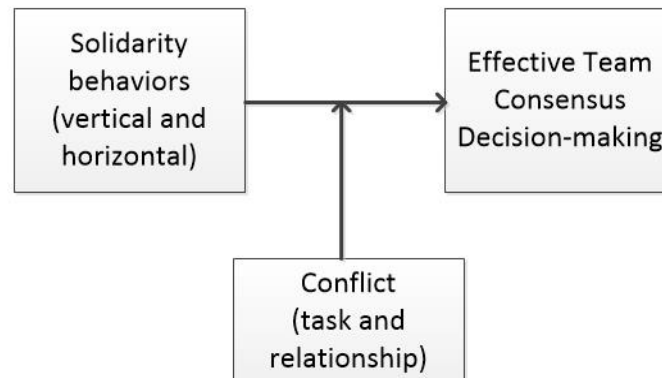 Solidarity
behaviors
(vertical and
horizontal)
Effective Team
Consensus
Decision-making
Conflict
(task and
relationship)